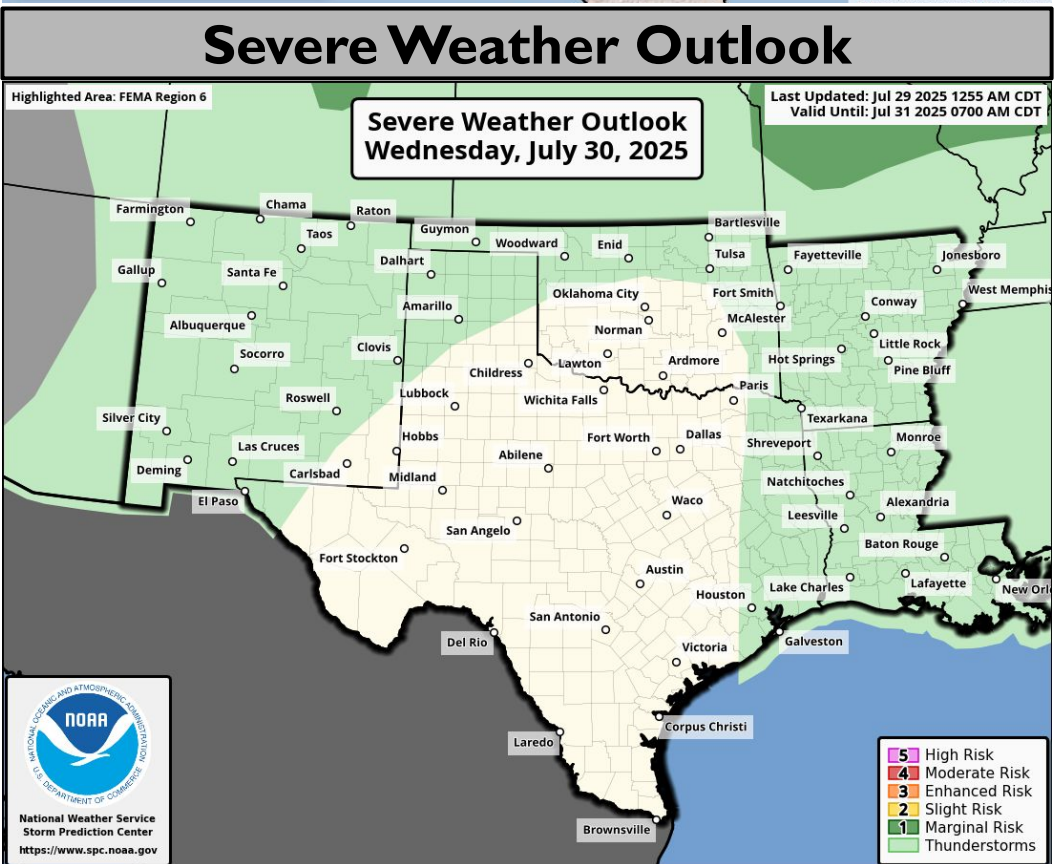 Severe Weather Outlook
Highlighted Area: FEMA Region 6
Severe Weather Outlook
Wednesday, July 30, 2025
Last Updated: Jul 29 2025 1255 AM CDT
Valid Until: Jul 31 2025 0700 AM CDT
Farmington
Chama
Raton
Taos
Guymon
Woodward
Enid
Bartlesville
Tulsa
Fayetteville
Jonesboro
Gallup
Santa Fe
Dalhart
Amarillo
Oklahoma City
Fort Smith
Conway
West Memphis
Albuquerque
Norman
McAlester
Little Rock
Socorro
Clovis
Childress
Lawton
Ardmore
Hot Springs
Pine Bluff
Roswell
Lubbock
Wichita Falls
Paris
Texarkana
Silver City
Hobbs
Fort Worth
Dallas
Shreveport
Monroe
Las Cruces
Carlsbad
Midland
Abilene
Deming
Natchitoches
El Paso
Waco
Alexandria
Leesville
San Angelo
Baton Rouge
Fort Stockton
Austin
Houston
Lake Charles
Lafayette
New Orl
San Antonio
Del Rio
Galveston
Victoria
Corpus Christi
Laredo
Brownsville
NATIONAL OCEANIC AND ATMOSPHERIC ADMINISTRATION
NOAA
U.S. DEPARTMENT OF COMMERCE
National Weather Service
Storm Prediction Center
https://www.spc.noaa.gov
5 High Risk
4 Moderate Risk
3 Enhanced Risk
2 Slight Risk
1 Marginal Risk
Thunderstorms